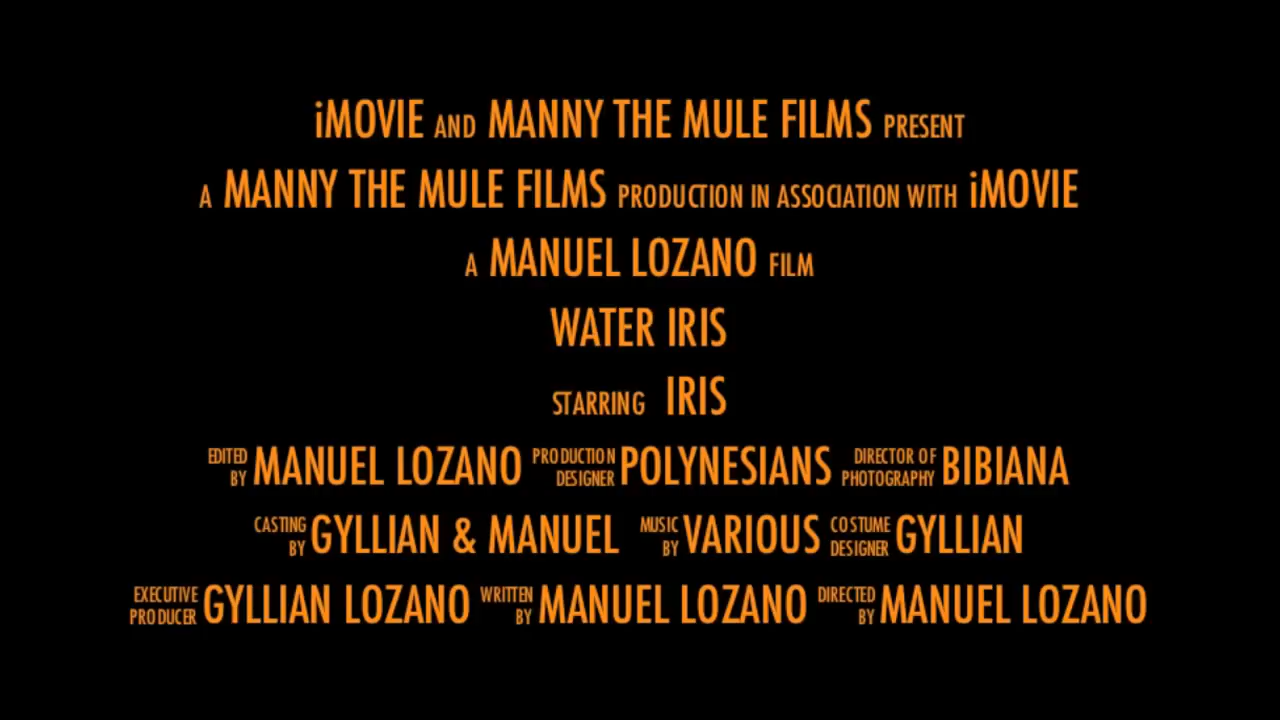 iMOVIE AND MANNY THE MULE FILMS PRESENT
A MANNY THE MULE FILMS PRODUCTION IN ASSOCIATION WITH iMOVIE
A MANUEL LOZANO FILM
WATER IRIS
STARRING IRIS
EDITED BY MANUEL LOZANO PRODUCTION DESIGNER POLYNESIANS DIRECTOR OF PHOTOGRAPHY BIBIANA
CASTING BY GYLLIAN & MANUEL MUSIC BY VARIOUS COSTUME DESIGNER GYLLIAN
EXECUTIVE PRODUCER GYLLIAN LOZANO WRITTEN BY MANUEL LOZANO DIRECTED BY MANUEL LOZANO